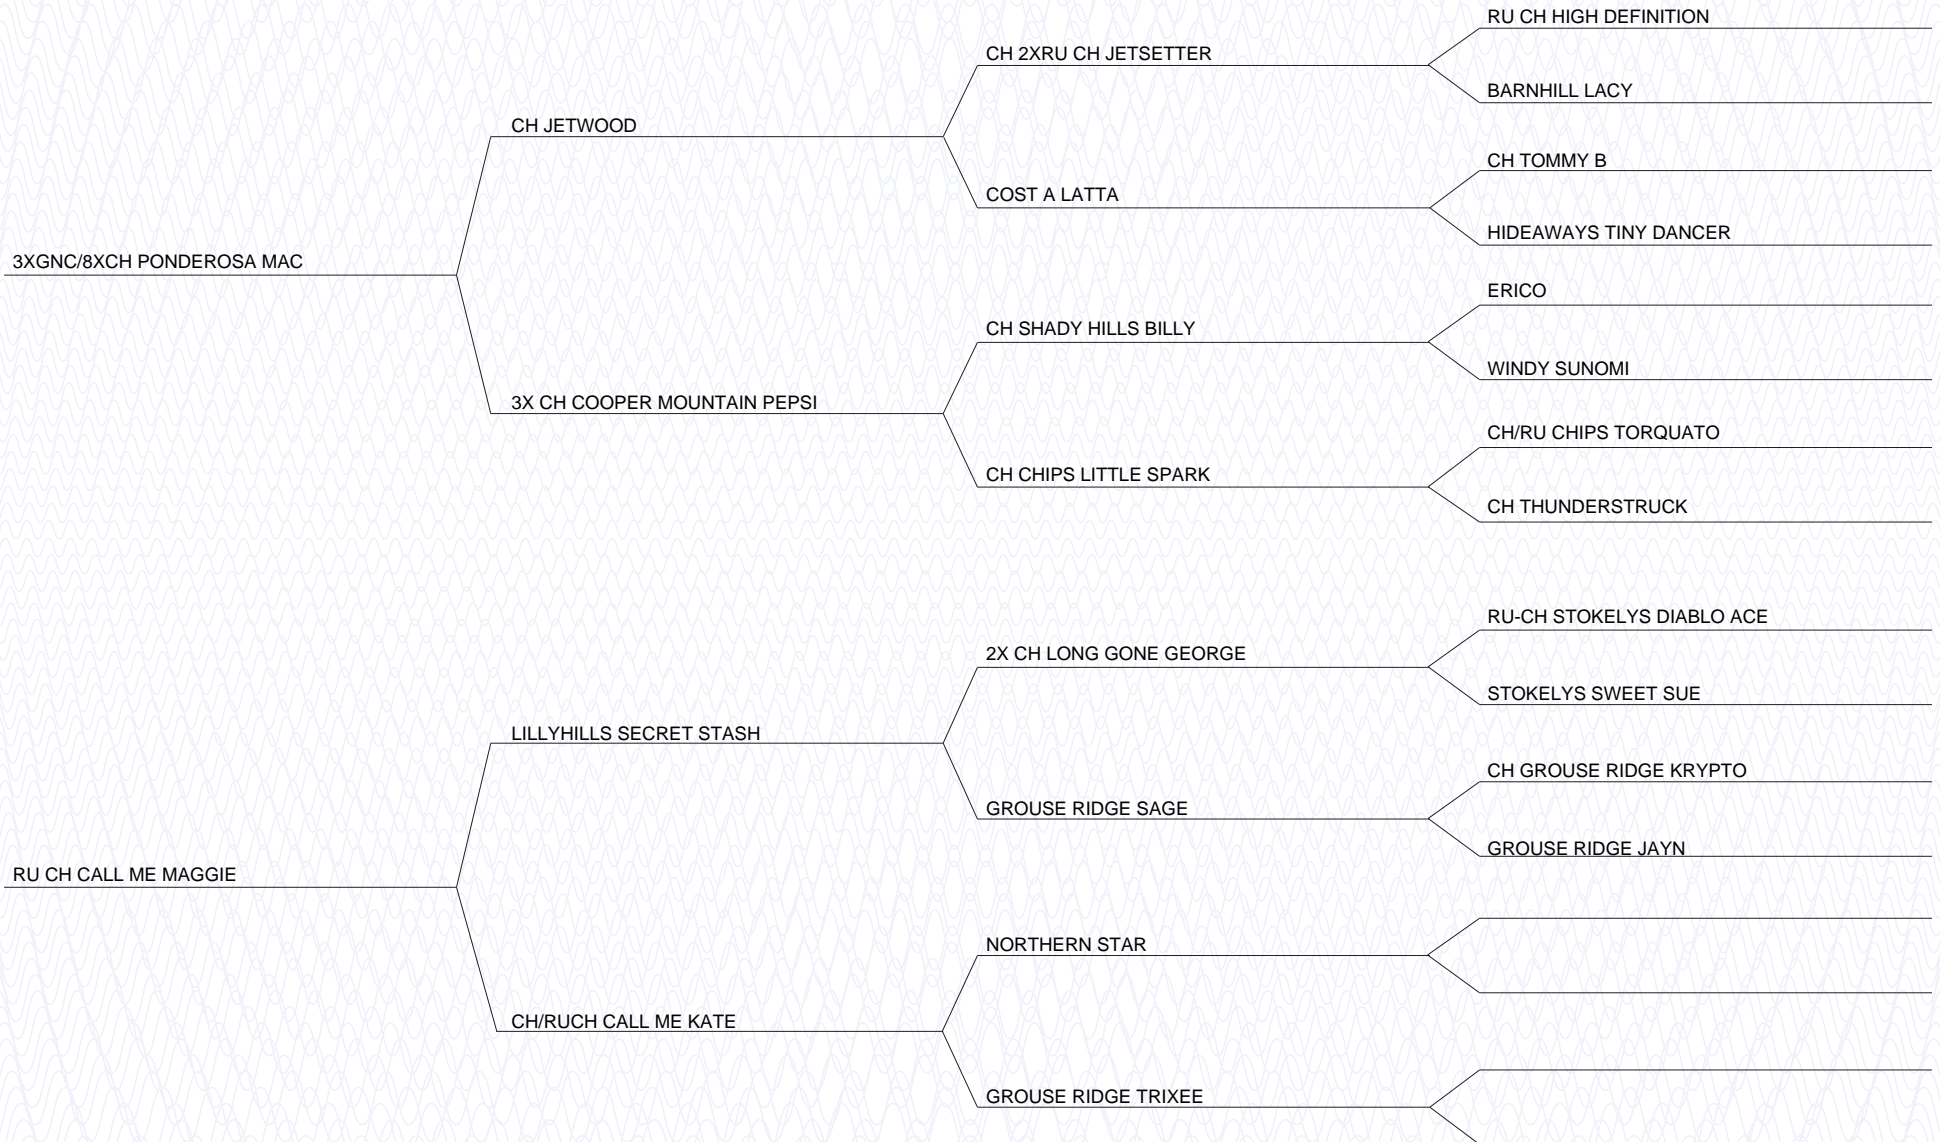 RU CH HIGH DEFINITION
CH 2XRU CH JETSETTER
BARNHILL LACY
CH JETWOOD
CH TOMMY B
COST A LATTA
HIDEAWAYS TINY DANCER
3XGNC/8XCH PONDEROSA MAC
ERICO
CH SHADY HILLS BILLY
WINDY SUNOMI
3X CH COOPER MOUNTAIN PEPSI
CH/RU CHIPS TORQUATO
CH CHIPS LITTLE SPARK
CH THUNDERSTRUCK
RU-CH STOKELYS DIABLO ACE
2X CH LONG GONE GEORGE
STOKELYS SWEET SUE
LILLYHILLS SECRET STASH
CH GROUSE RIDGE KRYPTO
GROUSE RIDGE SAGE
GROUSE RIDGE JAYN
RU CH CALL ME MAGGIE
NORTHERN STAR
CH/RUCH CALL ME KATE
GROUSE RIDGE TRIXEE